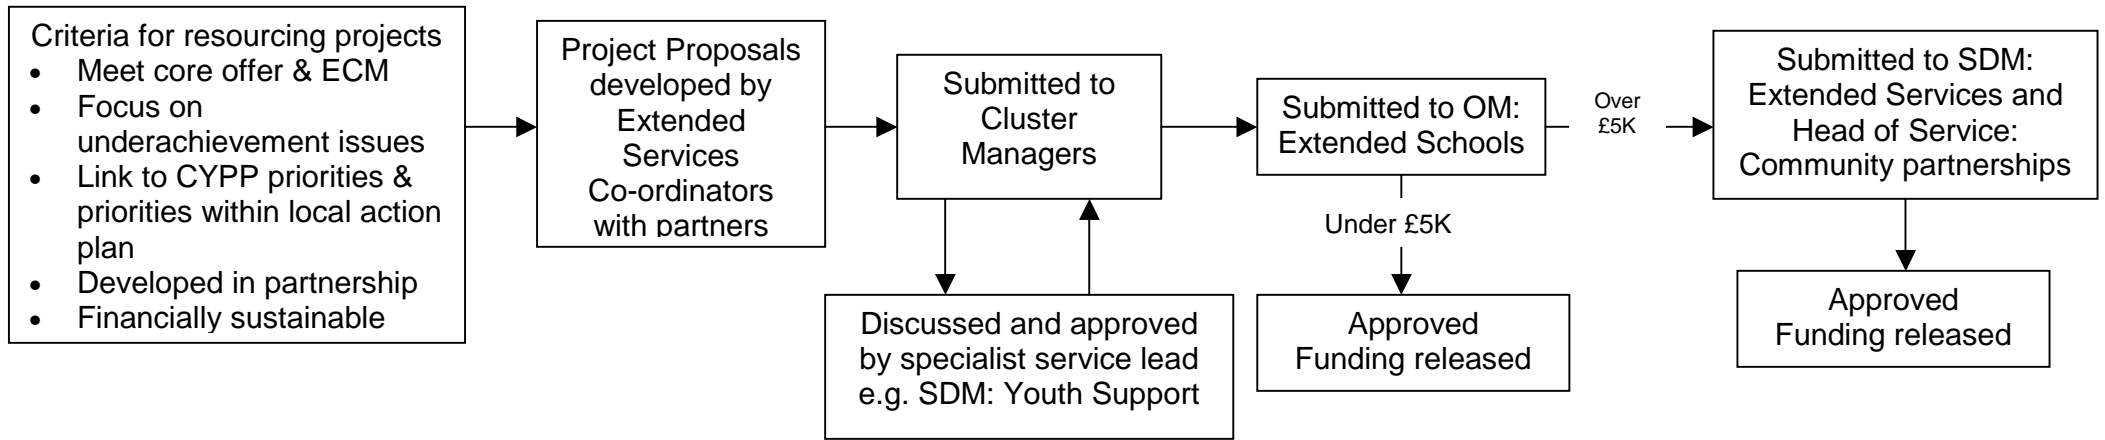 Criteria for resourcing projects
• Meet core offer & ECM
• Focus on
underachievement issues
• Link to CYPP priorities &
priorities within local action
plan
• Developed in partnership
• Financially sustainable
Project Proposals
developed by
Extended
Services
Co-ordinators
with partners
Submitted to
Cluster
Managers
Discussed and approved
by specialist service lead
e.g. SDM: Youth Support
Submitted to OM:
Extended Schools
Under £5K
Approved
Funding released
Over
£5K
Submitted to SDM:
Extended Services and
Head of Service:
Community partnerships
Approved
Funding released